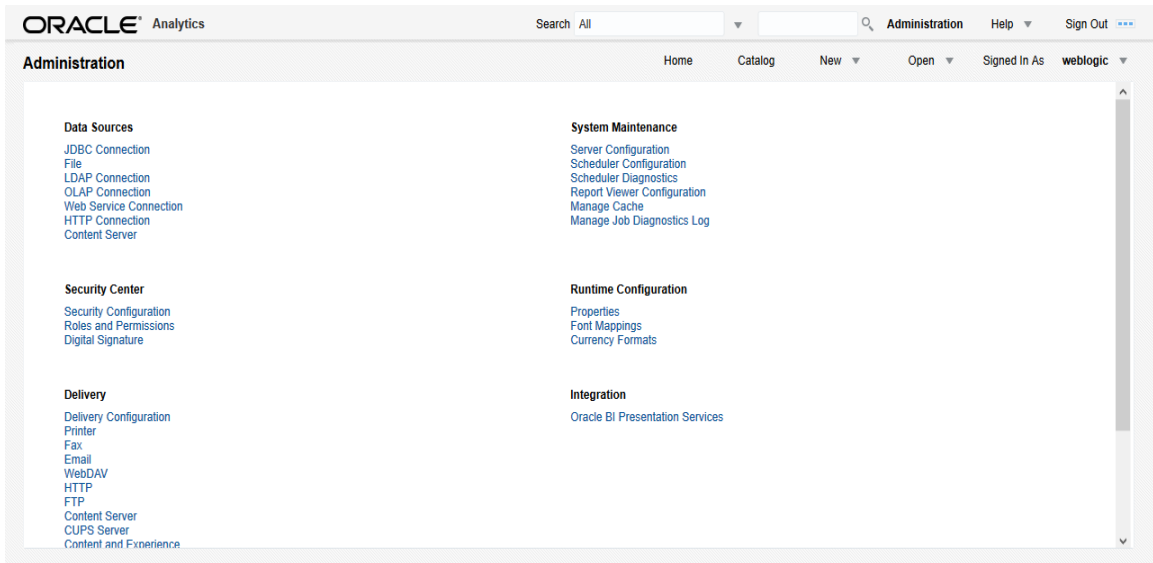 ORACLE Analytics Search All Administration Help Sign Out
Administration Home Catalog New Open Signed In As weblogic
Data Sources
JDBC Connection
File
LDAP Connection
OLAP Connection
Web Service Connection
HTTP Connection
Content Server
System Maintenance
Server Configuration
Scheduler Configuration
Scheduler Diagnostics
Report Viewer Configuration
Manage Cache
Manage Job Diagnostics Log
Security Center
Security Configuration
Roles and Permissions
Digital Signature
Runtime Configuration
Properties
Font Mappings
Currency Formats
Delivery
Delivery Configuration
Printer
Fax
Email
WebDAV
HTTP
FTP
Content Server
CUPS Server
Content and Experience
Integration
Oracle BI Presentation Services